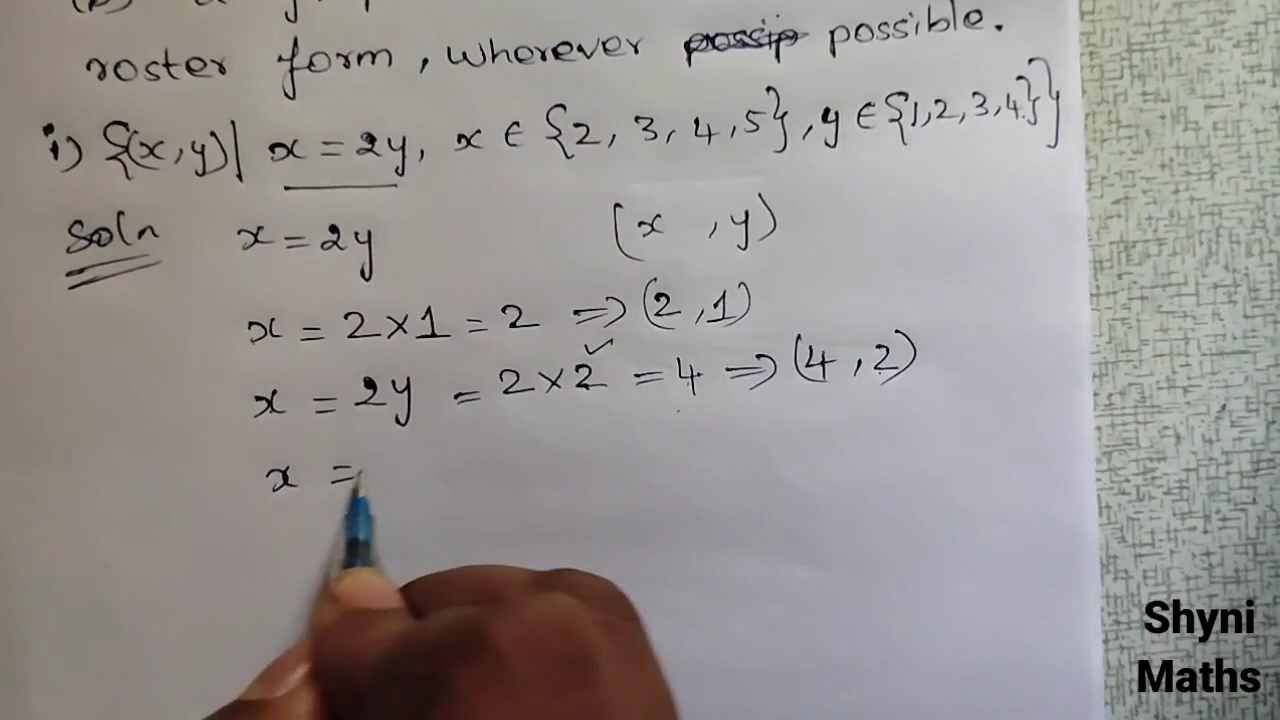 roster form, wherever possible.
i) {(x,y)| x = 2y, x ∈ {2, 3, 4, 5}, y ∈ {1, 2, 3, 4}}
Soln x = 2y (x , y)
x = 2×1 = 2 ⇒ (2, 1)
x = 2y = 2×2 ✓ = 4 ⇒ (4, 2)
x =
Shyni
Maths